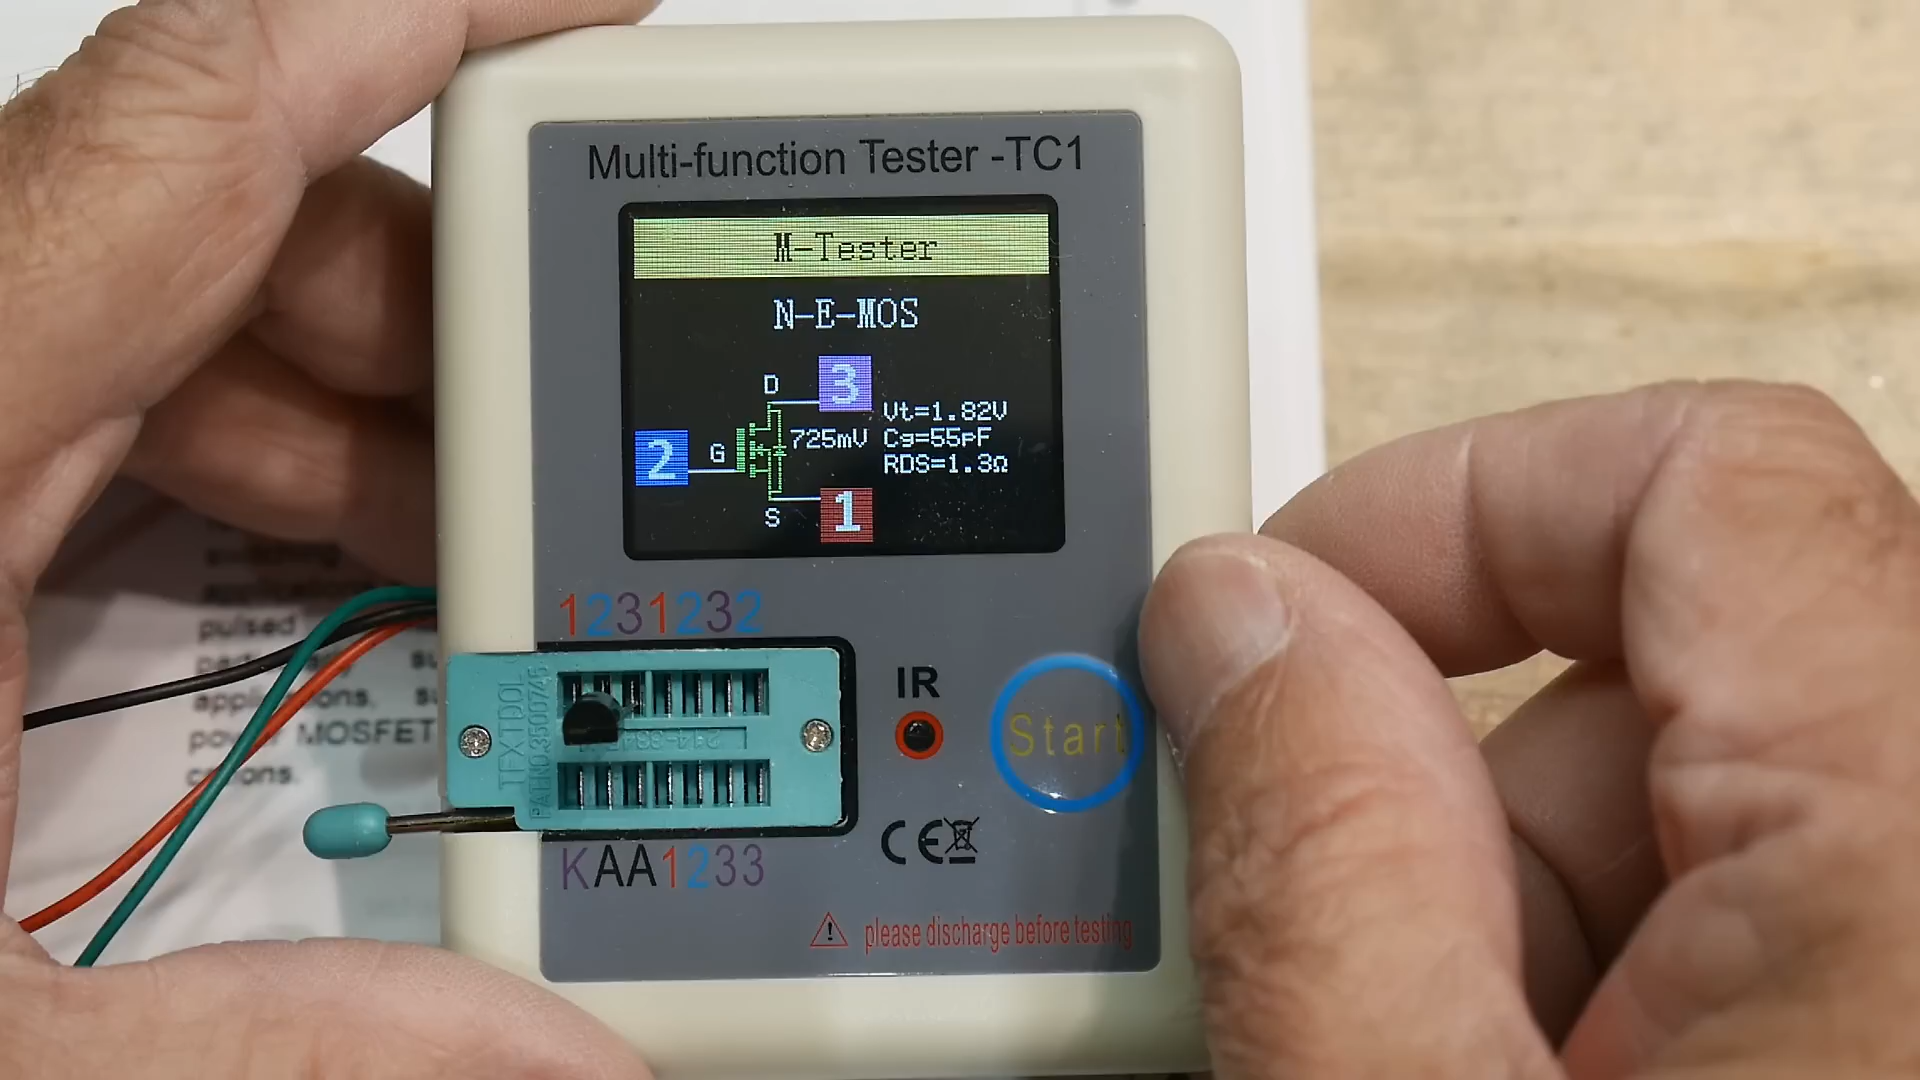 Multi-function Tester -TC1
M-Tester
N-E-MOS
D 3
Vt=1.82V
2 G 725mV Cg=55pF
RDS=1.3Ω
S 1
1231232
IR
Start
KAA1233
CE
please discharge before testing
pulsed
MOSFET